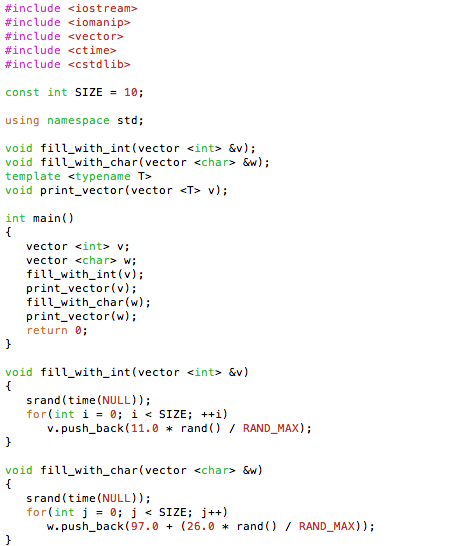 #include <iostream>
#include <iomanip>
#include <vector>
#include <ctime>
#include <cstdlib>

const int SIZE = 10;

using namespace std;

void fill_with_int(vector <int> &v);
void fill_with_char(vector <char> &w);
template <typename T>
void print_vector(vector <T> v);

int main()
{
   vector <int> v;
   vector <char> w;
   fill_with_int(v);
   print_vector(v);
   fill_with_char(w);
   print_vector(w);
   return 0;
}

void fill_with_int(vector <int> &v)
{
   srand(time(NULL));
   for(int i = 0; i < SIZE; ++i)
      v.push_back(11.0 * rand() / RAND_MAX);
}

void fill_with_char(vector <char> &w)
{
   srand(time(NULL));
   for(int j = 0; j < SIZE; j++)
      w.push_back(97.0 + (26.0 * rand() / RAND_MAX));
}